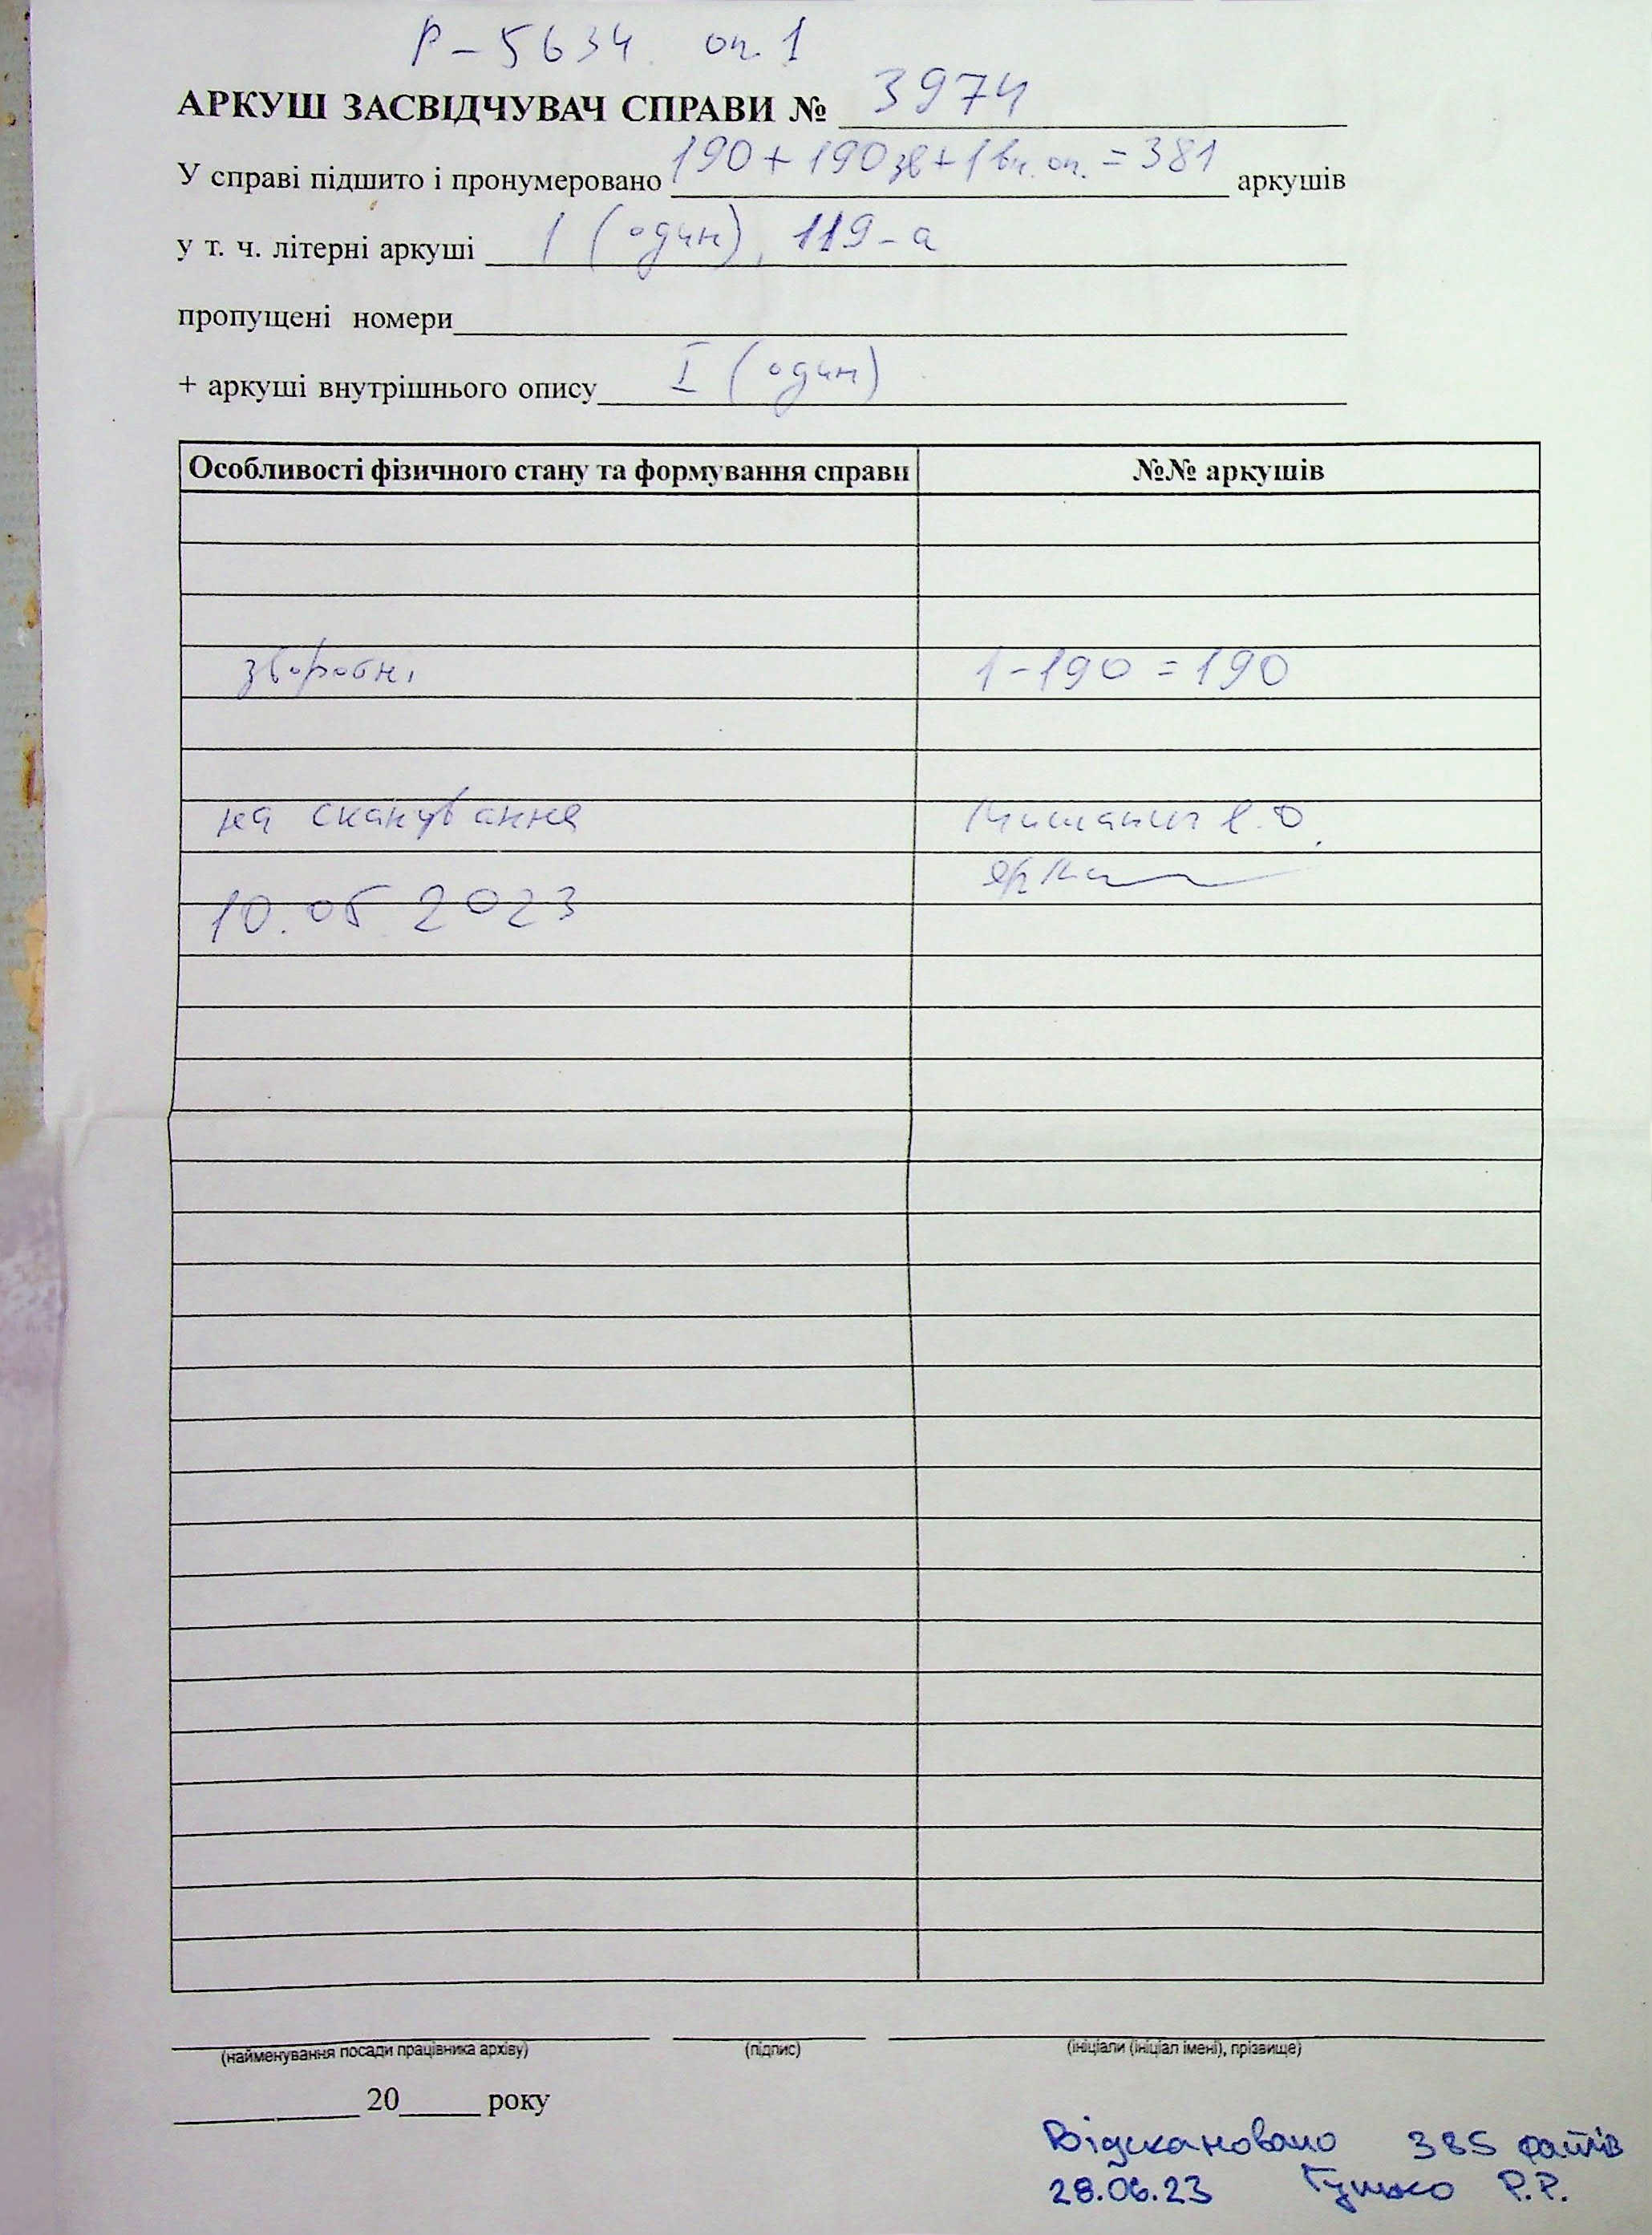 Р-5634 оп. 1
АРКУШ ЗАСВІДЧУВАЧ СПРАВИ № 3974
У справі підшито і пронумеровано 190 + 190зв + 1 вн. оп. = 381 аркушів
у т. ч. літерні аркуші 1 (один), 119-а
пропущені номери
+ аркуші внутрішнього опису I (один)
Особливості фізичного стану та формування справи №№ аркушів
зворотні 1-190 = 190
на сканування
2023
(найменування посади працівника архіву) (підпис) (ініціали (ініціал імені), прізвище)
20 року
Відскановано 385 файлів
28.06.23 Р.Р.